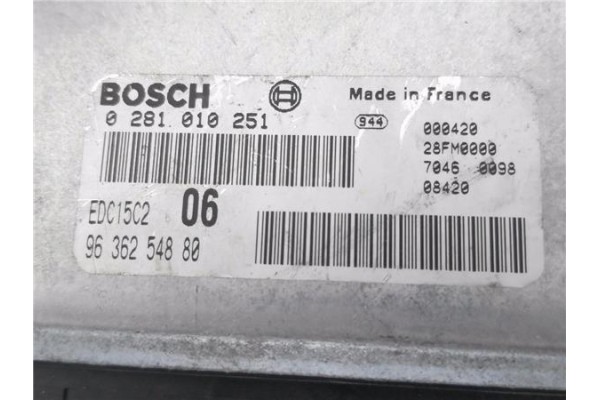 BOSCH
Made in France
0 281 010 251
944
000420
28FM0000
7046 0098
08420
EDC15C2 06
96 362 548 80